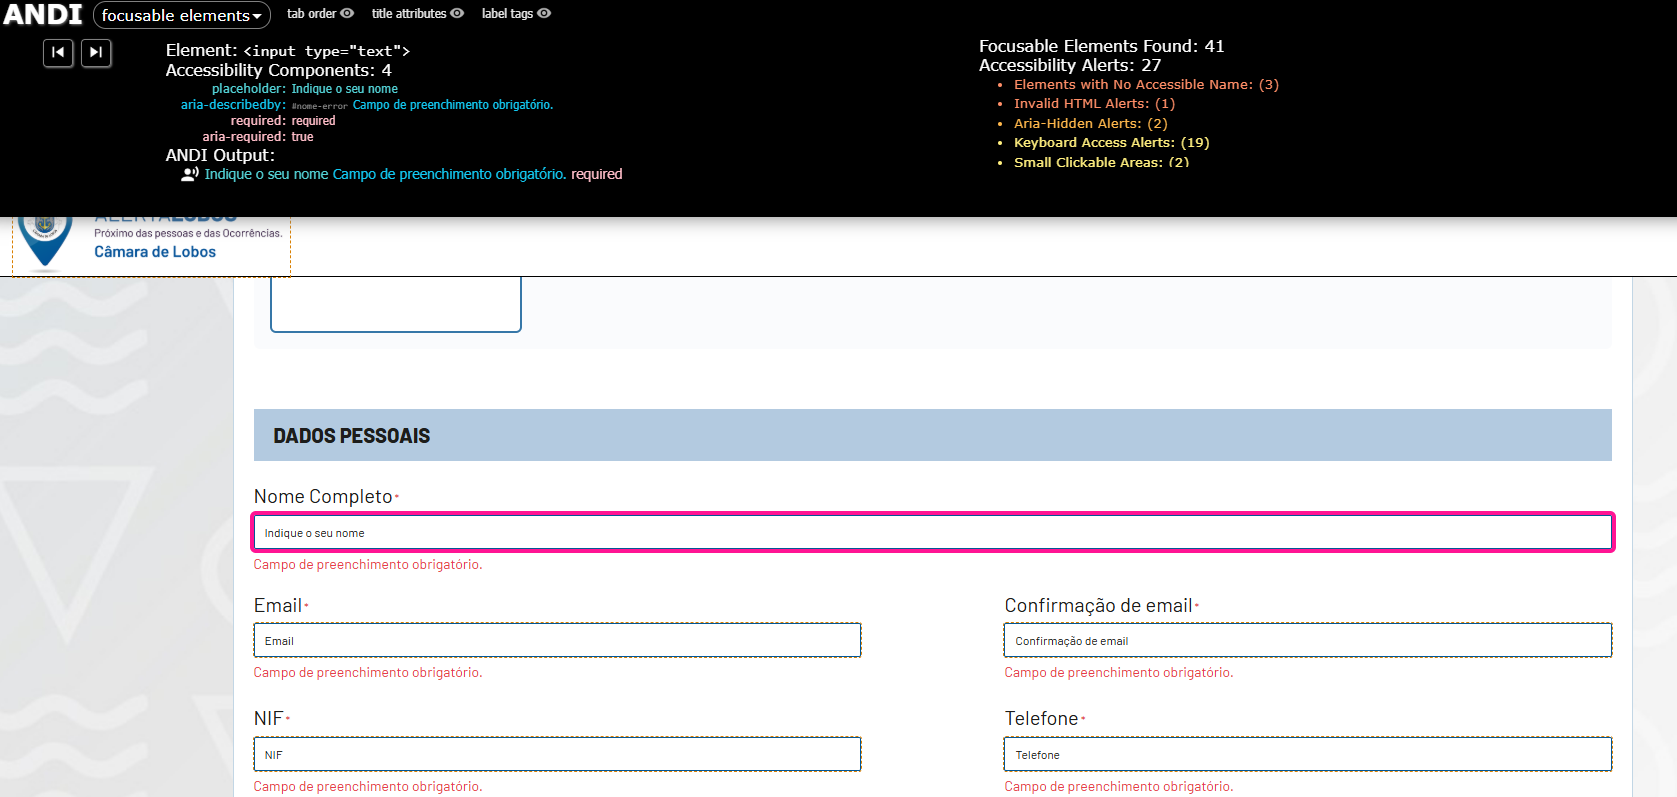 ANDI focusable elements tab order title attributes label tags
Element: <input type="text">
Accessibility Components: 4
placeholder: Indique o seu nome
aria-describedby: #nome-error Campo de preenchimento obrigatório.
required: required
aria-required: true
ANDI Output:
Indique o seu nome Campo de preenchimento obrigatório. required
Focusable Elements Found: 41
Accessibility Alerts: 27
• Elements with No Accessible Name: (3)
• Invalid HTML Alerts: (1)
• Aria-Hidden Alerts: (2)
• Keyboard Access Alerts: (19)
• Small Clickable Areas: (2)
ALERTALOBOS
Próximo das pessoas e das Ocorrências.
Câmara de Lobos
DADOS PESSOAIS
Nome Completo*
Indique o seu nome
Campo de preenchimento obrigatório.
Email* Confirmação de email*
Email Confirmação de email
Campo de preenchimento obrigatório. Campo de preenchimento obrigatório.
NIF* Telefone*
NIF Telefone
Campo de preenchimento obrigatório. Campo de preenchimento obrigatório.